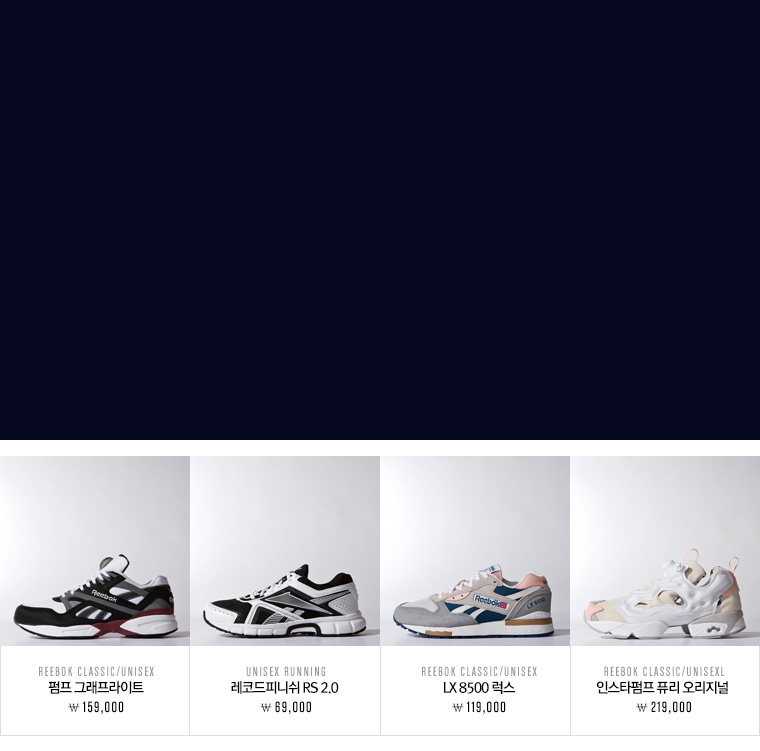 Reebok
Reebok
LX 8500
REEBOK CLASSIC/UNISEX
펌프 그래프라이트
₩ 159,000
UNISEX RUNNING
레코드피니쉬 RS 2.0
₩ 69,000
REEBOK CLASSIC/UNISEX
LX 8500 럭스
₩ 119,000
REEBOK CLASSIC/UNISEXL
인스타펌프 퓨리 오리지널
₩ 219,000